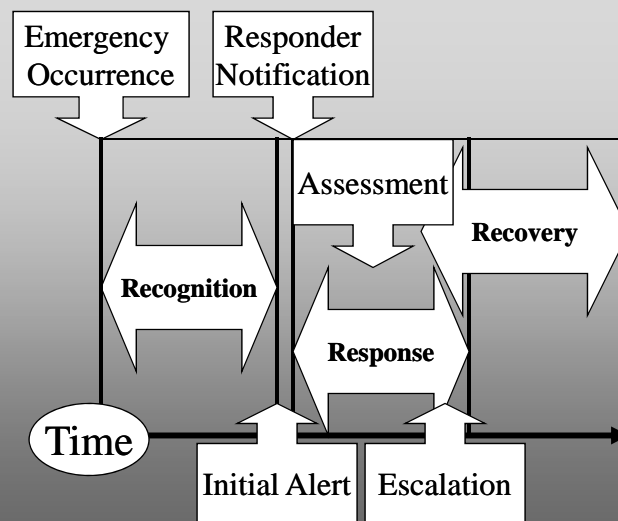 Emergency
Occurrence
Responder
Notification
Assessment
Recovery
Recognition
Response
Time
Initial Alert
Escalation